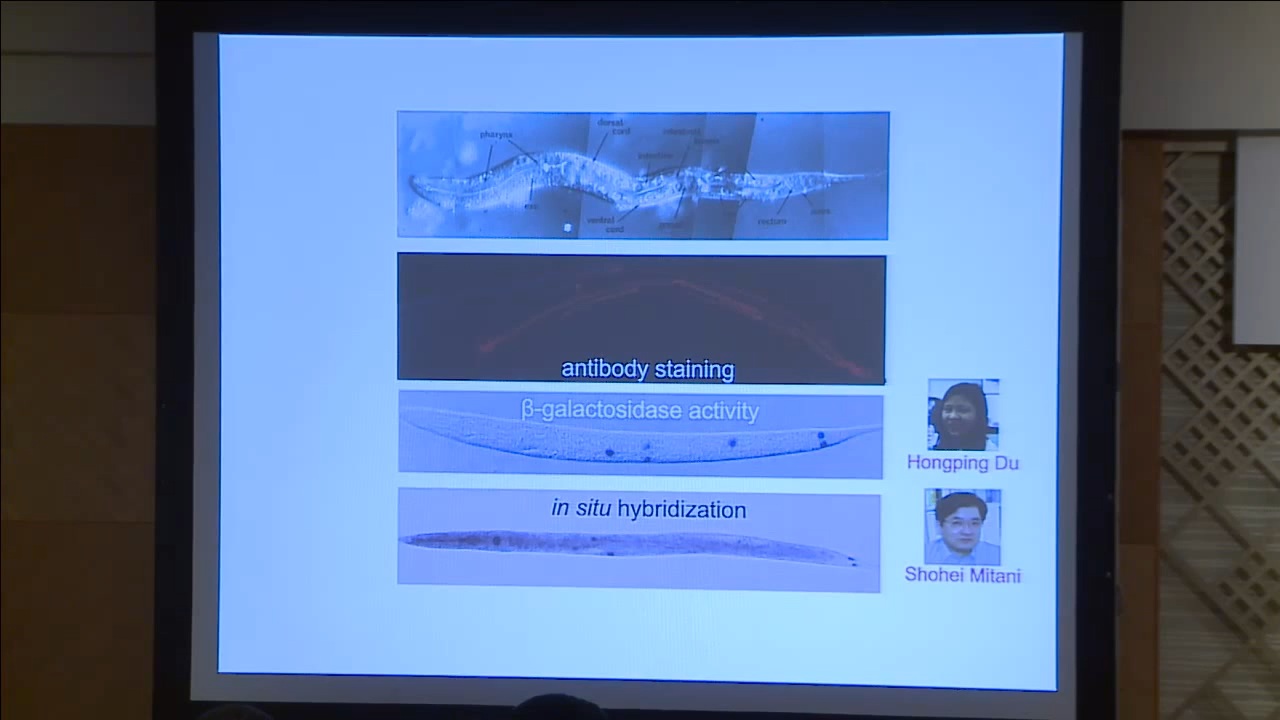 pharynx
dorsal
cord
intestine
ventral
cord
rectum
antibody staining
β-galactosidase activity
Hongping Du
in situ hybridization
Shohei Mitani